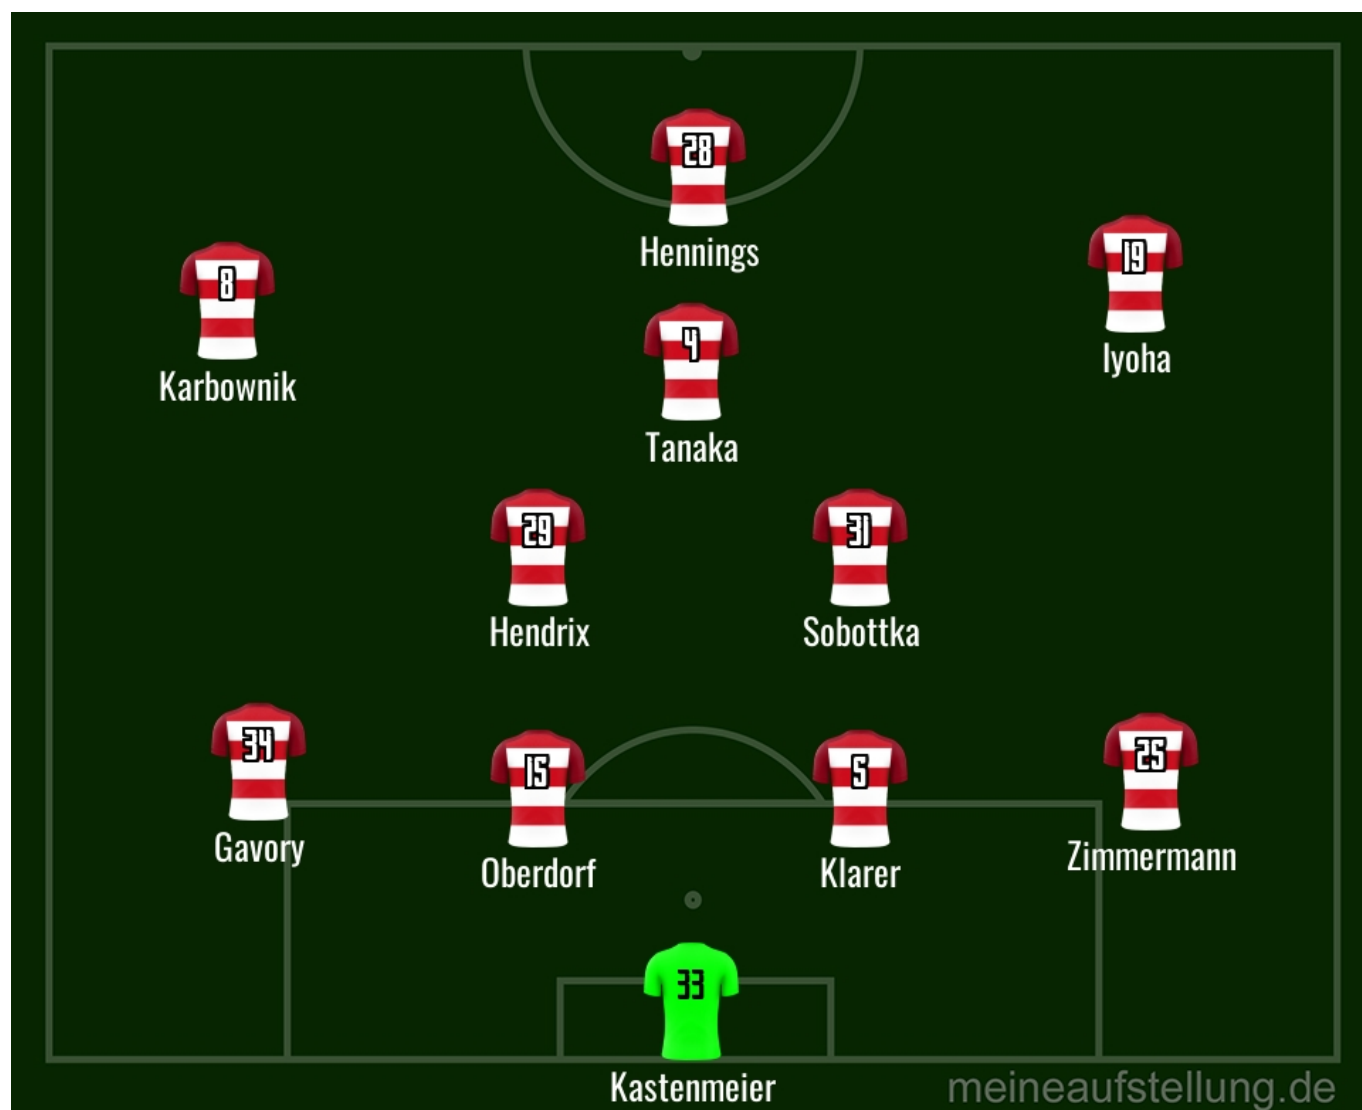 28
Hennings
19
Iyoha
8
Karbownik
4
Tanaka
29
Hendrix
31
Sobottka
34
Gavory
15
Oberdorf
5
Klarer
25
Zimmermann
33
Kastenmeier
meineaufstellung.de